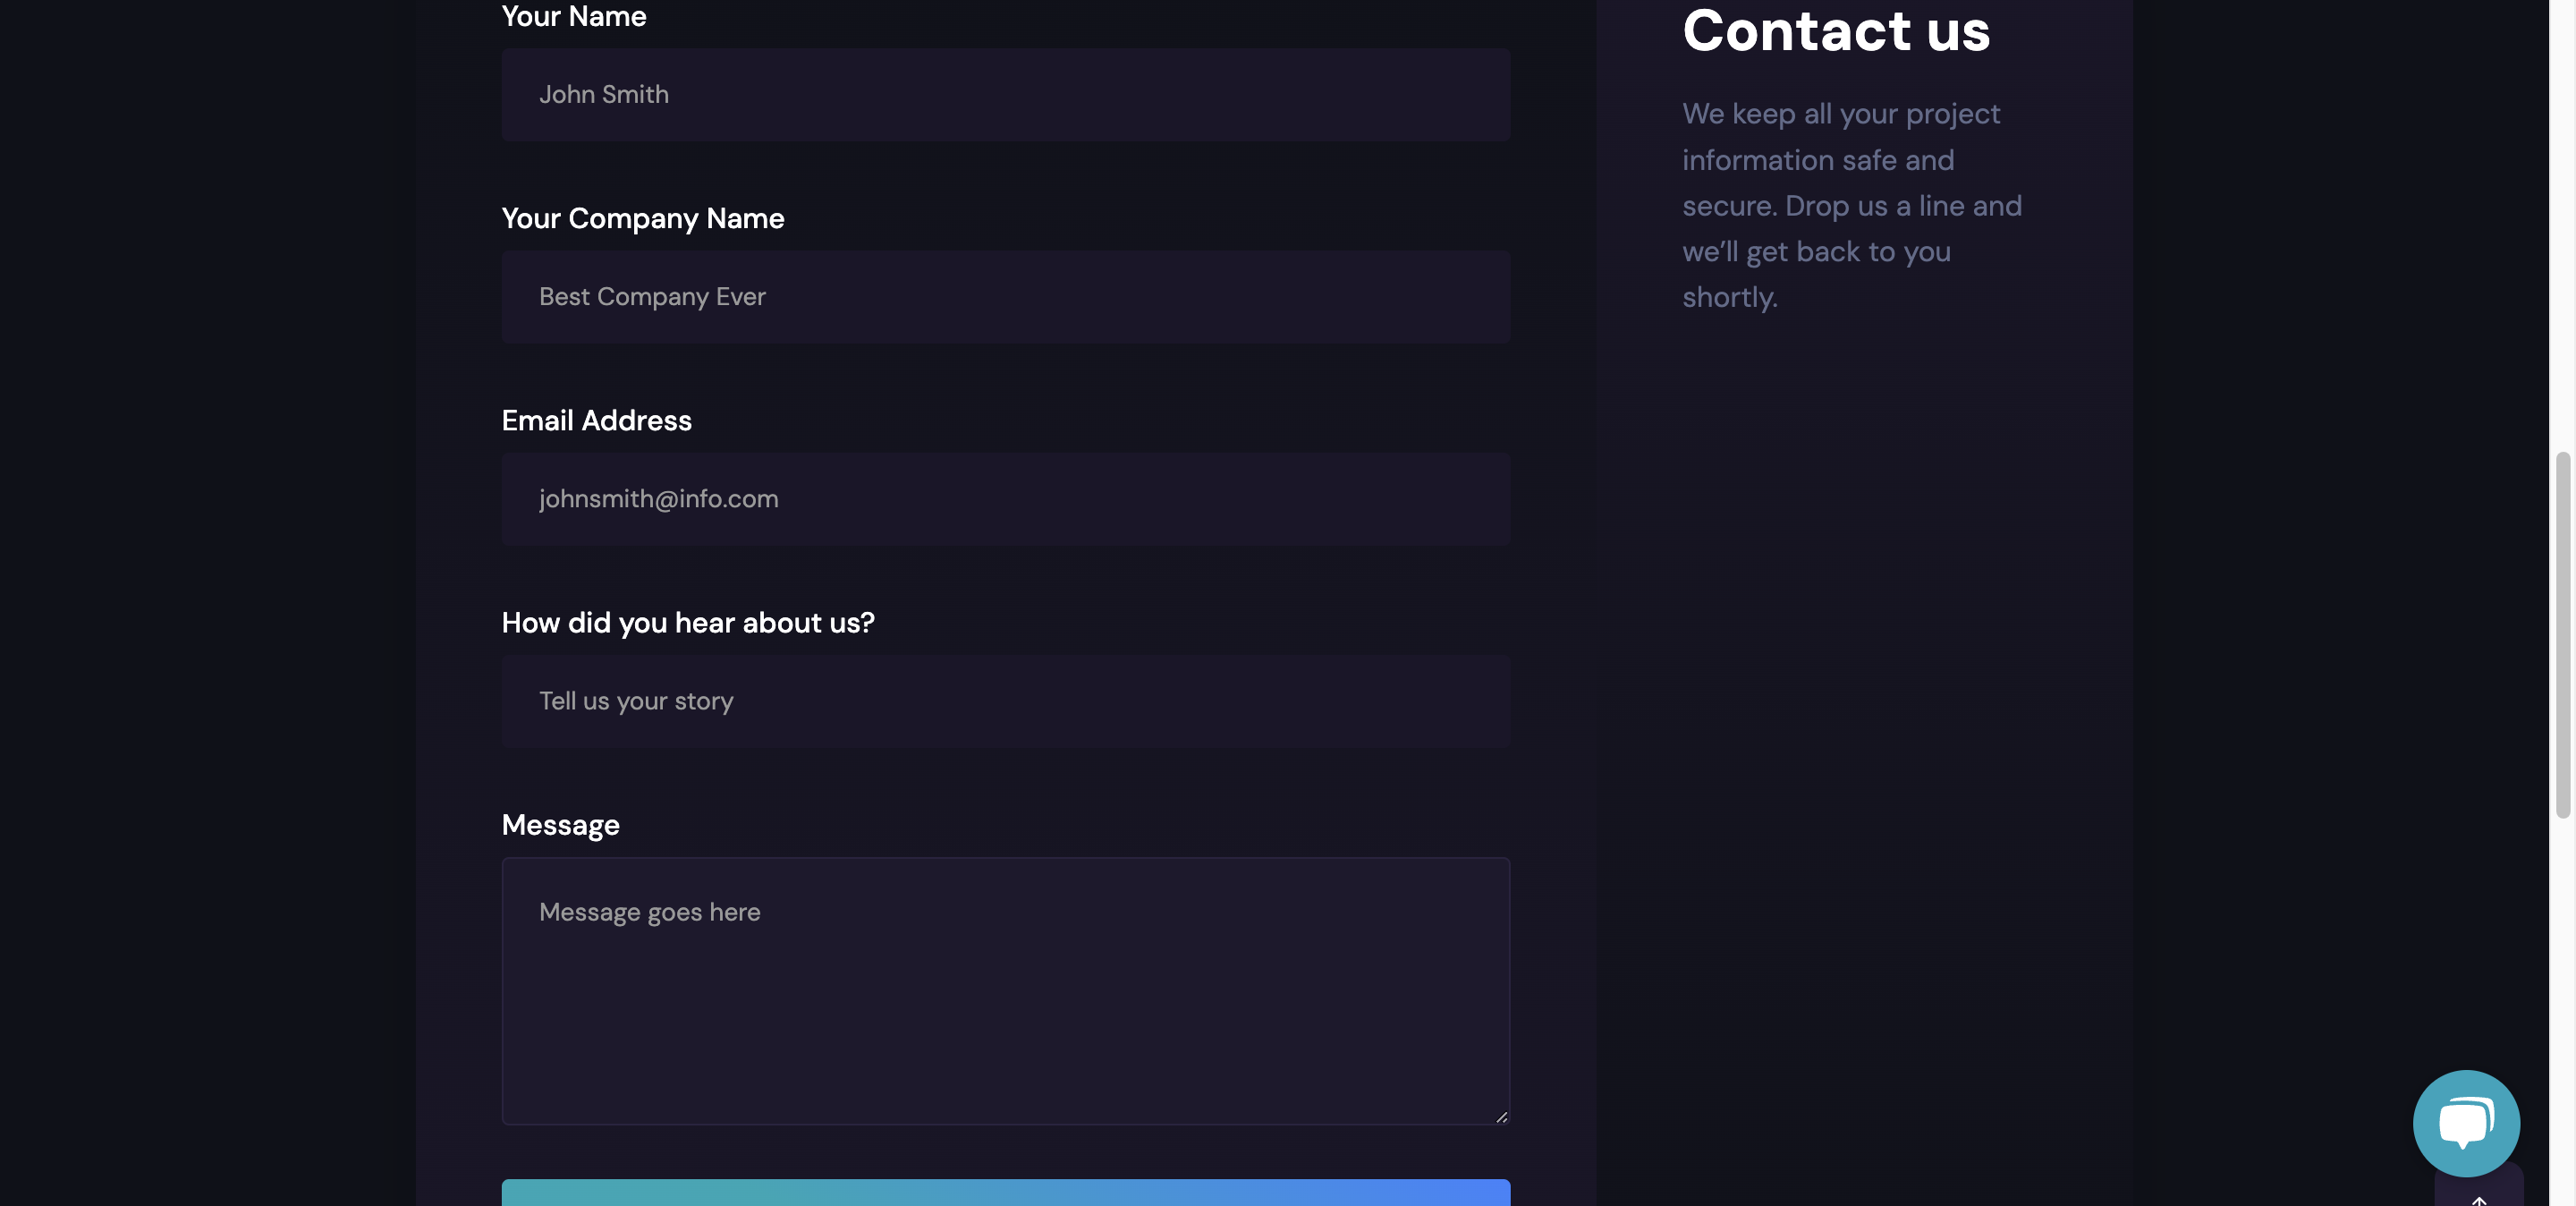 Your Name
John Smith
Your Company Name
Best Company Ever
Email Address
johnsmith@info.com
How did you hear about us?
Tell us your story
Message
Message goes here
Contact us
We keep all your project
information safe and
secure. Drop us a line and
we’ll get back to you
shortly.